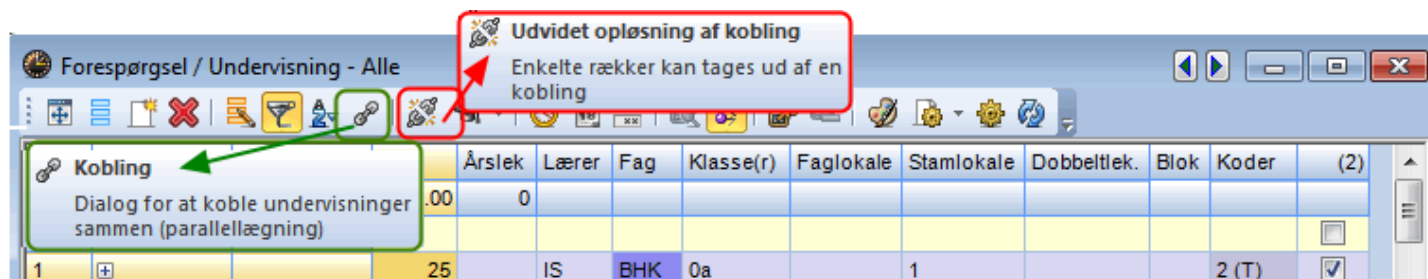 Udvidet opløsning af kobling
Forespørgsel / Undervisning - Alle
Enkelte rækker kan tages ud af en
kobling
Kobling
Dialog for at koble undervisninger
sammen (parallellægning)
Årslek Lærer Fag Klasse(r) Faglokale Stamlokale Dobbeltlek. Blok Koder (2)
.00 0
1 25 IS BHK 0a 1 2 (T)